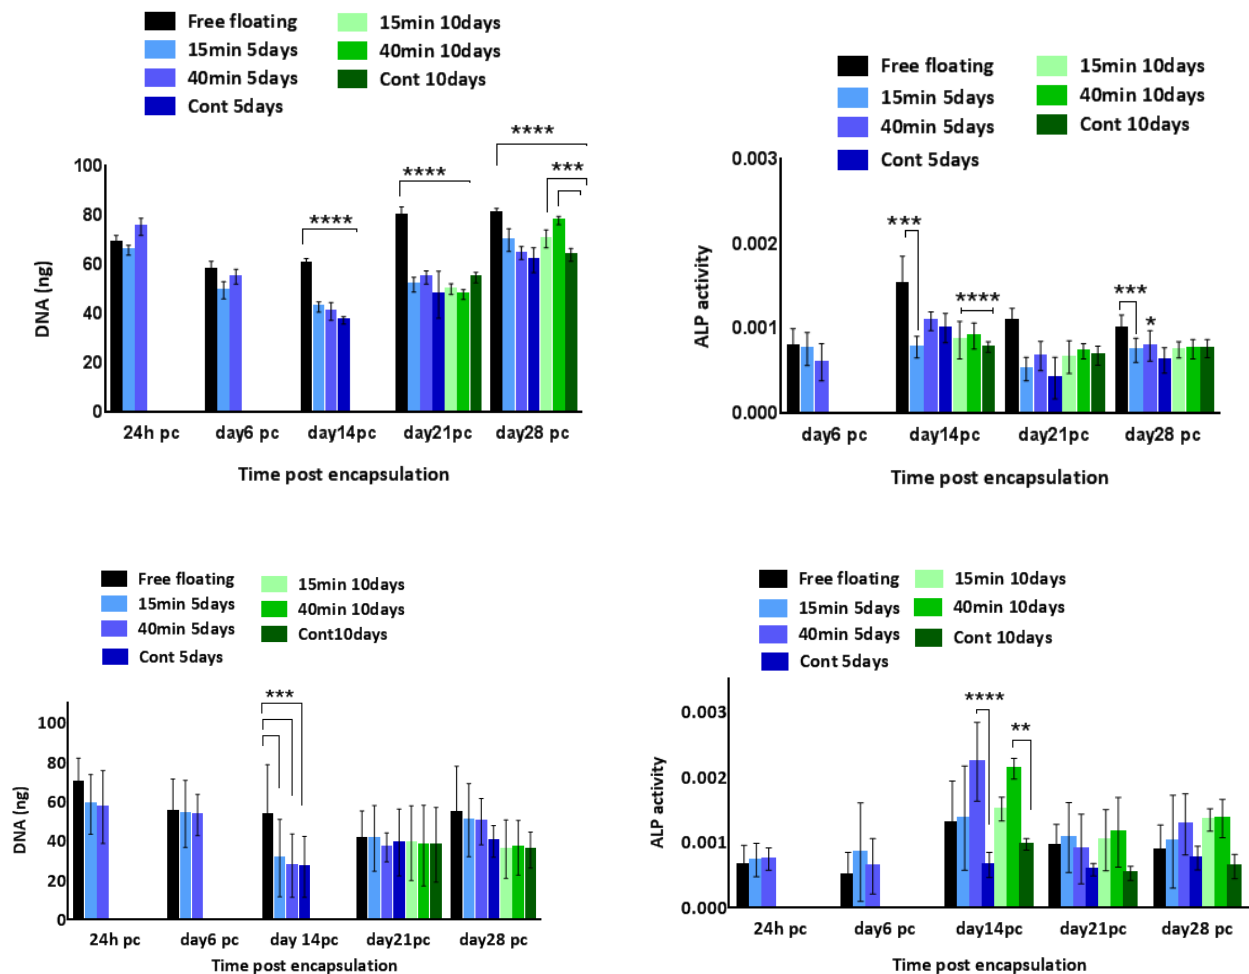 Free floating
15min 5days
40min 5days
Cont 5days
15min 10days
40min 10days
Cont 10days
****
***
****
****
100
80
60
40
20
0
DNA (ng)
24h pc
day6 pc
day14pc
day21pc
day28 pc
Time post encapsulation
Free floating
15min 5days
40min 5days
Cont 5days
15min 10days
40min 10days
Cont 10days
0.003
0.002
0.001
0.000
ALP activity
***
****
***
*
day6 pc
day14pc
day21pc
day28 pc
Time post encapsulation
Free floating
15min 5days
40min 5days
Cont 5days
15min 10days
40min 10days
Cont10days
***
100
80
60
40
20
0
DNA (ng)
24h pc
day6 pc
day 14pc
day21pc
day28 pc
Time post encapsulation
Free floating
15min 5days
40min 5days
Cont 5days
15min 10days
40min 10days
Cont 10days
****
**
0.003
0.002
0.001
0.000
ALP activity
24h pc
day6 pc
day14pc
day21pc
day28 pc
Time post encapsulation